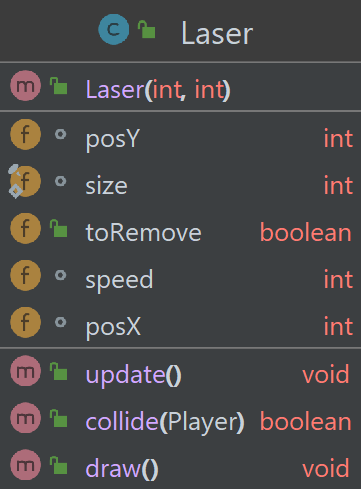 C Laser
m Laser(int, int)
f posY int
f size int
f toRemove boolean
f speed int
f posX int
m update() void
m collide(Player) boolean
m draw() void